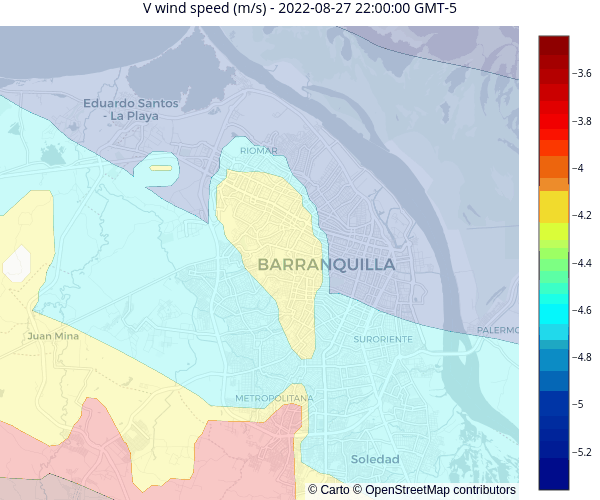 V wind speed (m/s) - 2022-08-27 22:00:00 GMT-5
Eduardo Santos
- La Playa
RIOMAR
BARRANQUILLA
Juan Mina
SURORIENTE
PALERMO
METROPOLITANA
Soledad
© Carto © OpenStreetMap contributors
−3.6
−3.8
−4
−4.2
−4.4
−4.6
−4.8
−5
−5.2